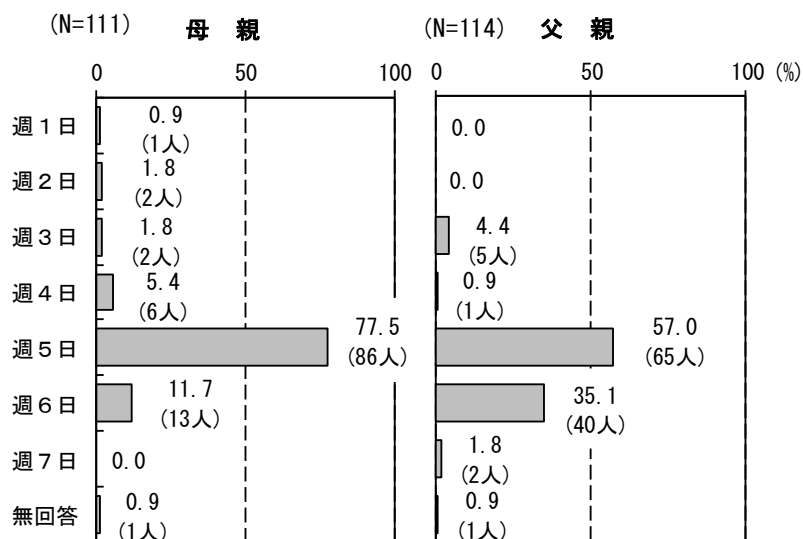 (N=111) 母 親 (N=114) 父 親
0 50 100 0 50 100 (%)
週1日 0.9 0.0
(1人)
週2日 1.8 0.0
(2人)
週3日 1.8 4.4
(2人) (5人)
週4日 5.4 0.9
(6人) (1人)
週5日 77.5 57.0
(86人) (65人)
週6日 11.7 35.1
(13人) (40人)
週7日 0.0 1.8
(2人)
無回答 0.9 0.9
(1人) (1人)